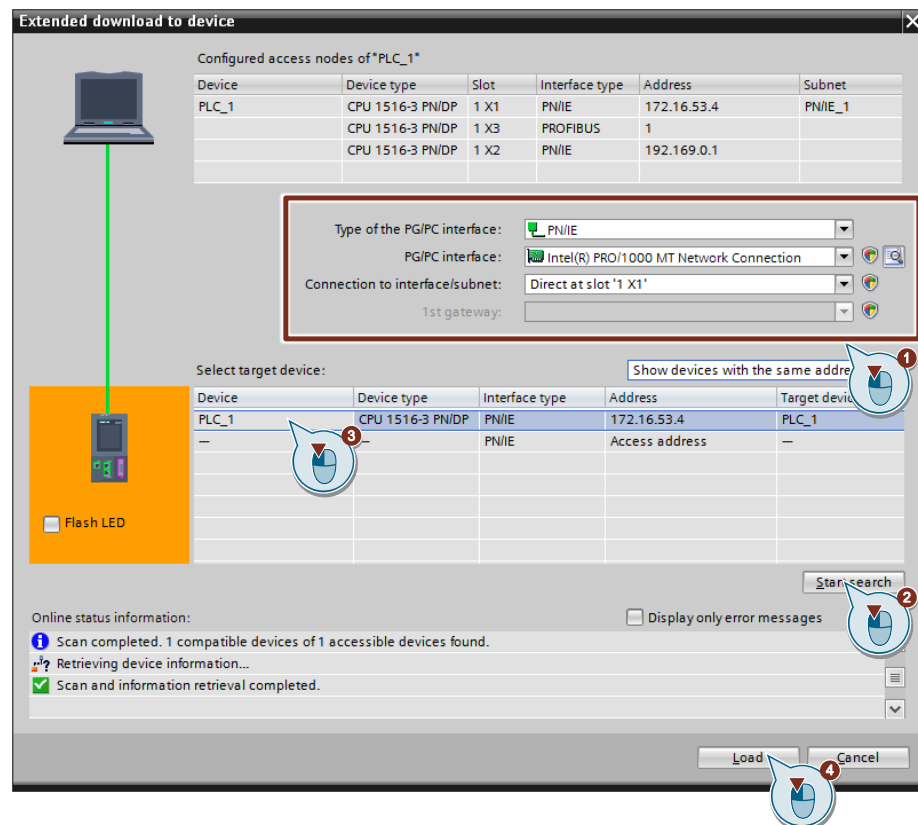 Extended download to device
Configured access nodes of "PLC_1"
Device Device type Slot Interface type Address Subnet
PLC_1 CPU 1516-3 PN/DP 1 X1 PN/IE 172.16.53.4 PN/IE_1
CPU 1516-3 PN/DP 1 X3 PROFIBUS 1
CPU 1516-3 PN/DP 1 X2 PN/IE 192.169.0.1
Type of the PG/PC interface: PN/IE
PG/PC interface: Intel(R) PRO/1000 MT Network Connection
Connection to interface/subnet: Direct at slot '1 X1'
1st gateway:
1
Select target device: Show devices with the same
Device Device type Interface type Address Target
PLC_1 CPU 1516-3 PN/DP PN/IE 172.16.53.4 PLC_1
— — PN/IE Access address —
3
Flash LED
Start search
2
Online status information: Display only error messages
Scan completed. 1 compatible devices of 1 accessible devices found.
Retrieving device information...
Scan and information retrieval completed.
Load Cancel
4